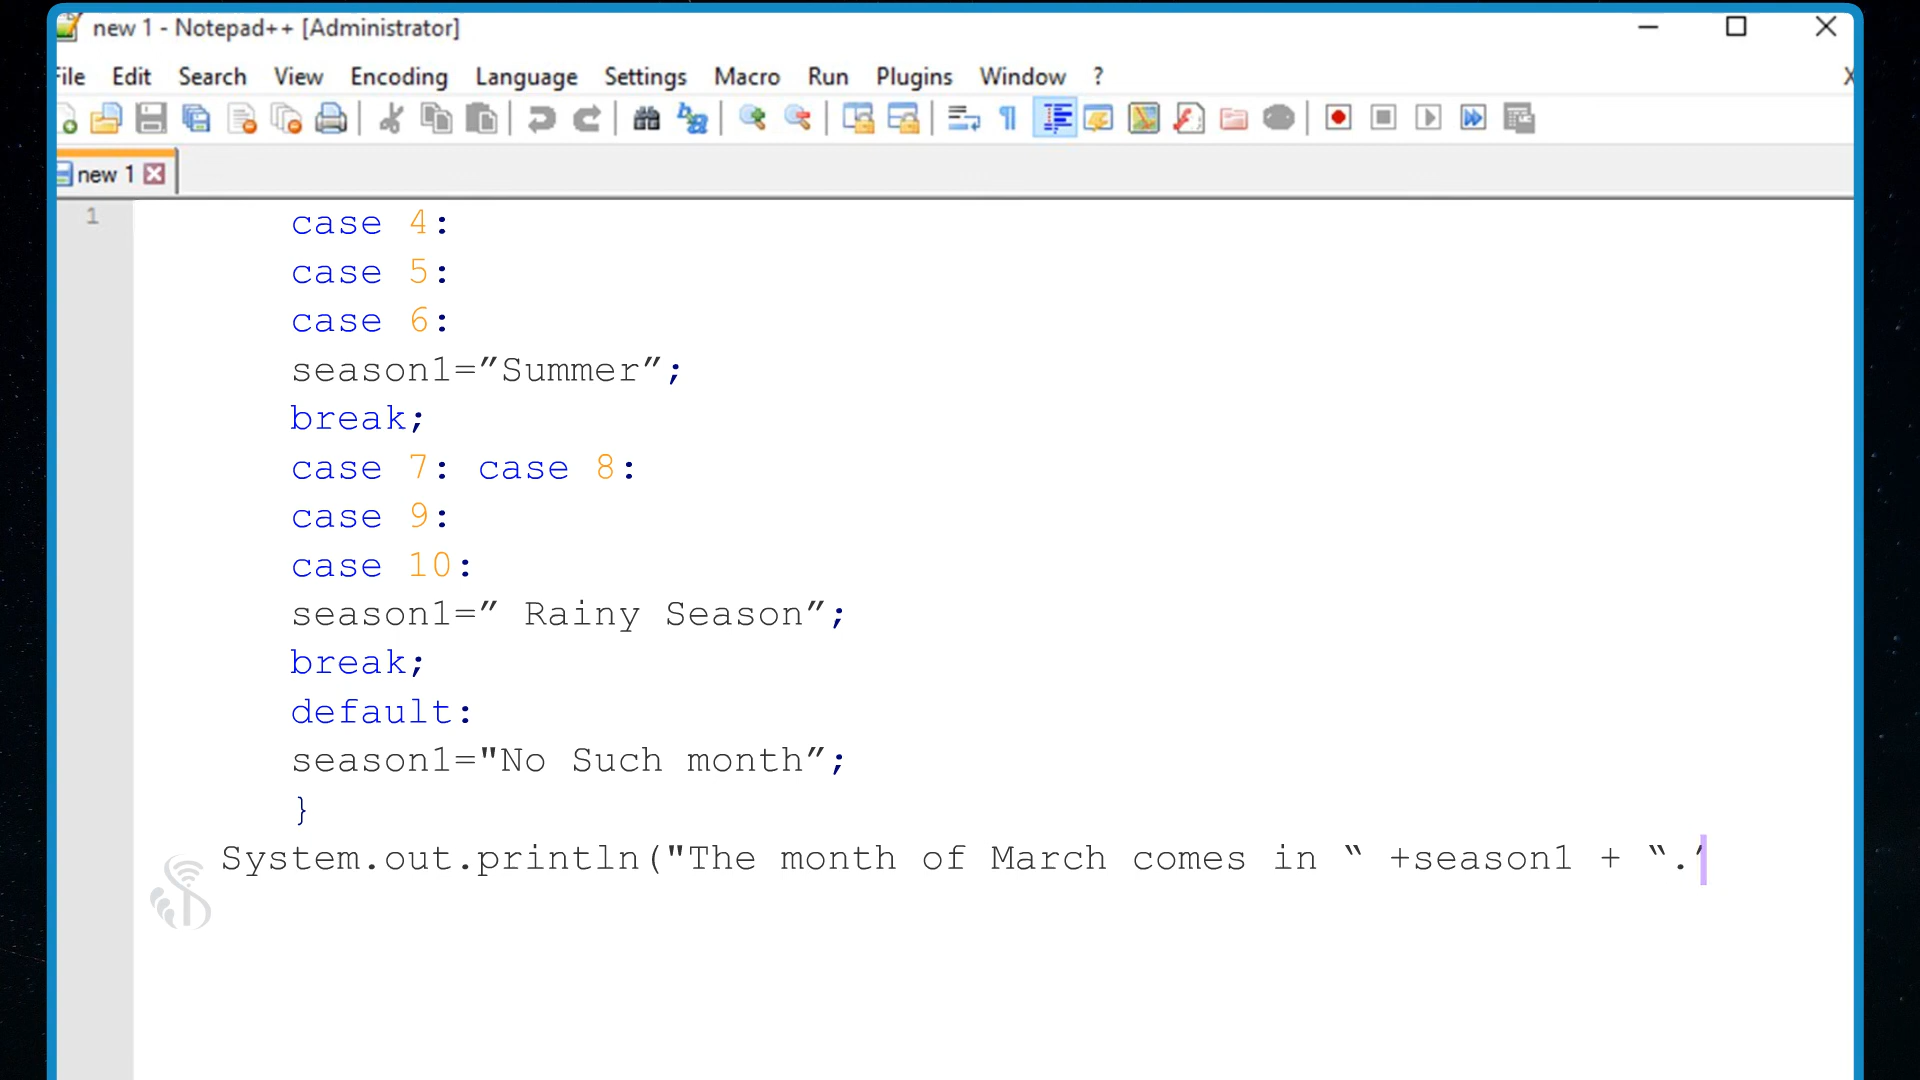 new 1 - Notepad++ [Administrator]
File Edit Search View Encoding Language Settings Macro Run Plugins Window ? X
new 1
1
case 4:
case 5:
case 6:
season1=”Summer”;
break;
case 7: case 8:
case 9:
case 10:
season1=” Rainy Season”;
break;
default:
season1="No Such month”;
}
System.out.println("The month of March comes in “ +season1 + “.”